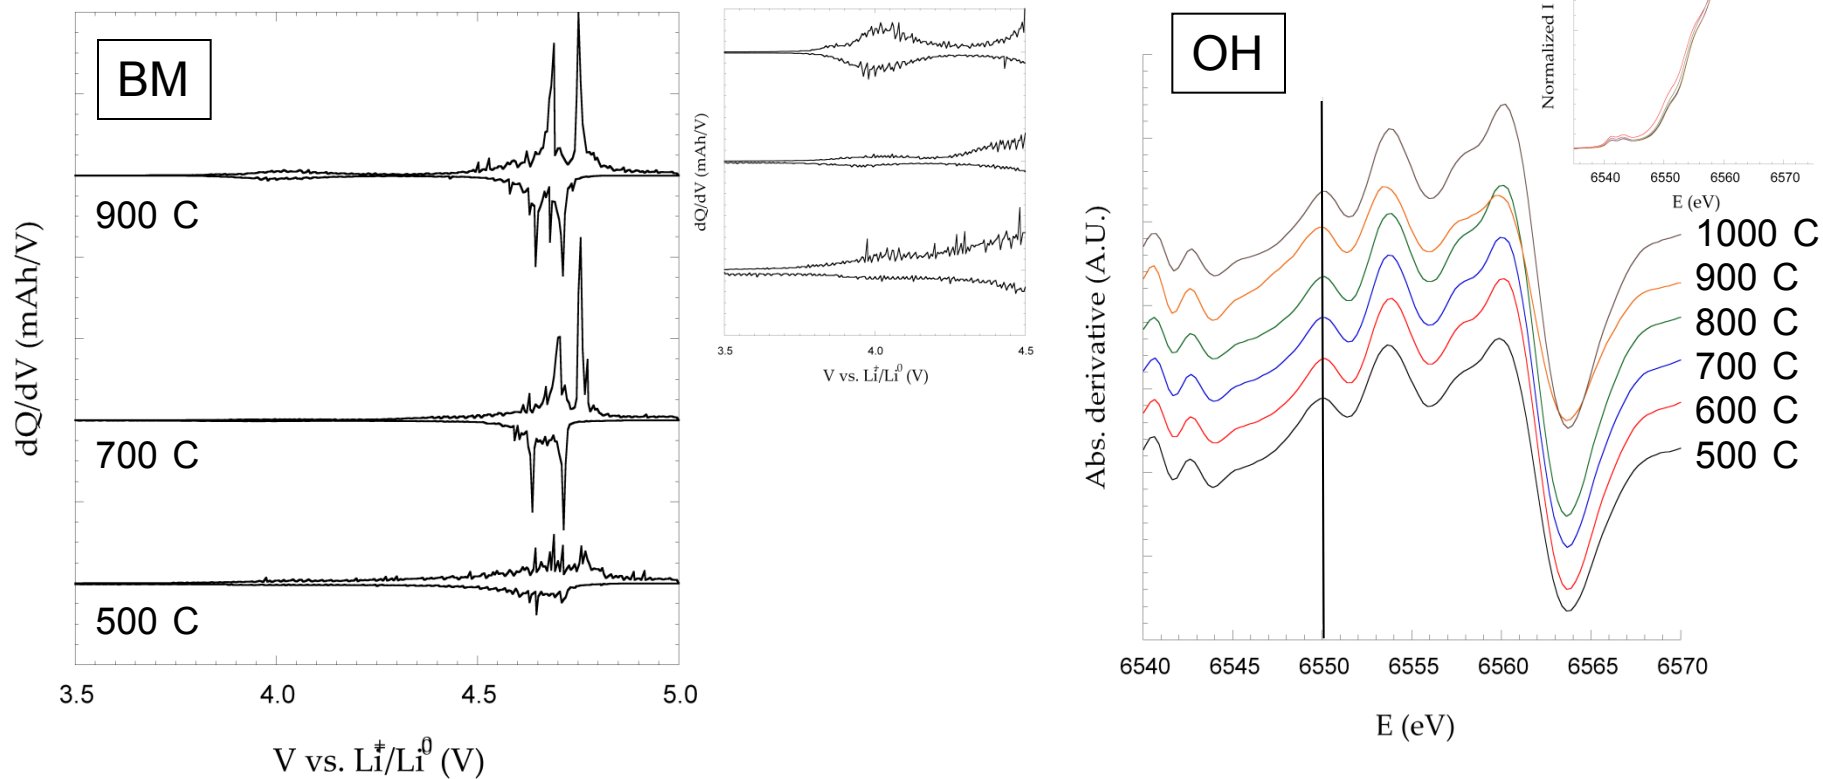 BM
900 C
700 C
500 C
dQ/dV (mAh/V)
3.5 4.0 4.5 5.0
V vs. Li+/Li0 (V)
dQ/dV (mAh/V)
3.5 4.0 4.5
V vs. Li+/Li0 (V)
OH
Normalized I
6540 6550 6560 6570
E (eV)
1000 C
900 C
800 C
700 C
600 C
500 C
Abs. derivative (A.U.)
6540 6545 6550 6555 6560 6565 6570
E (eV)